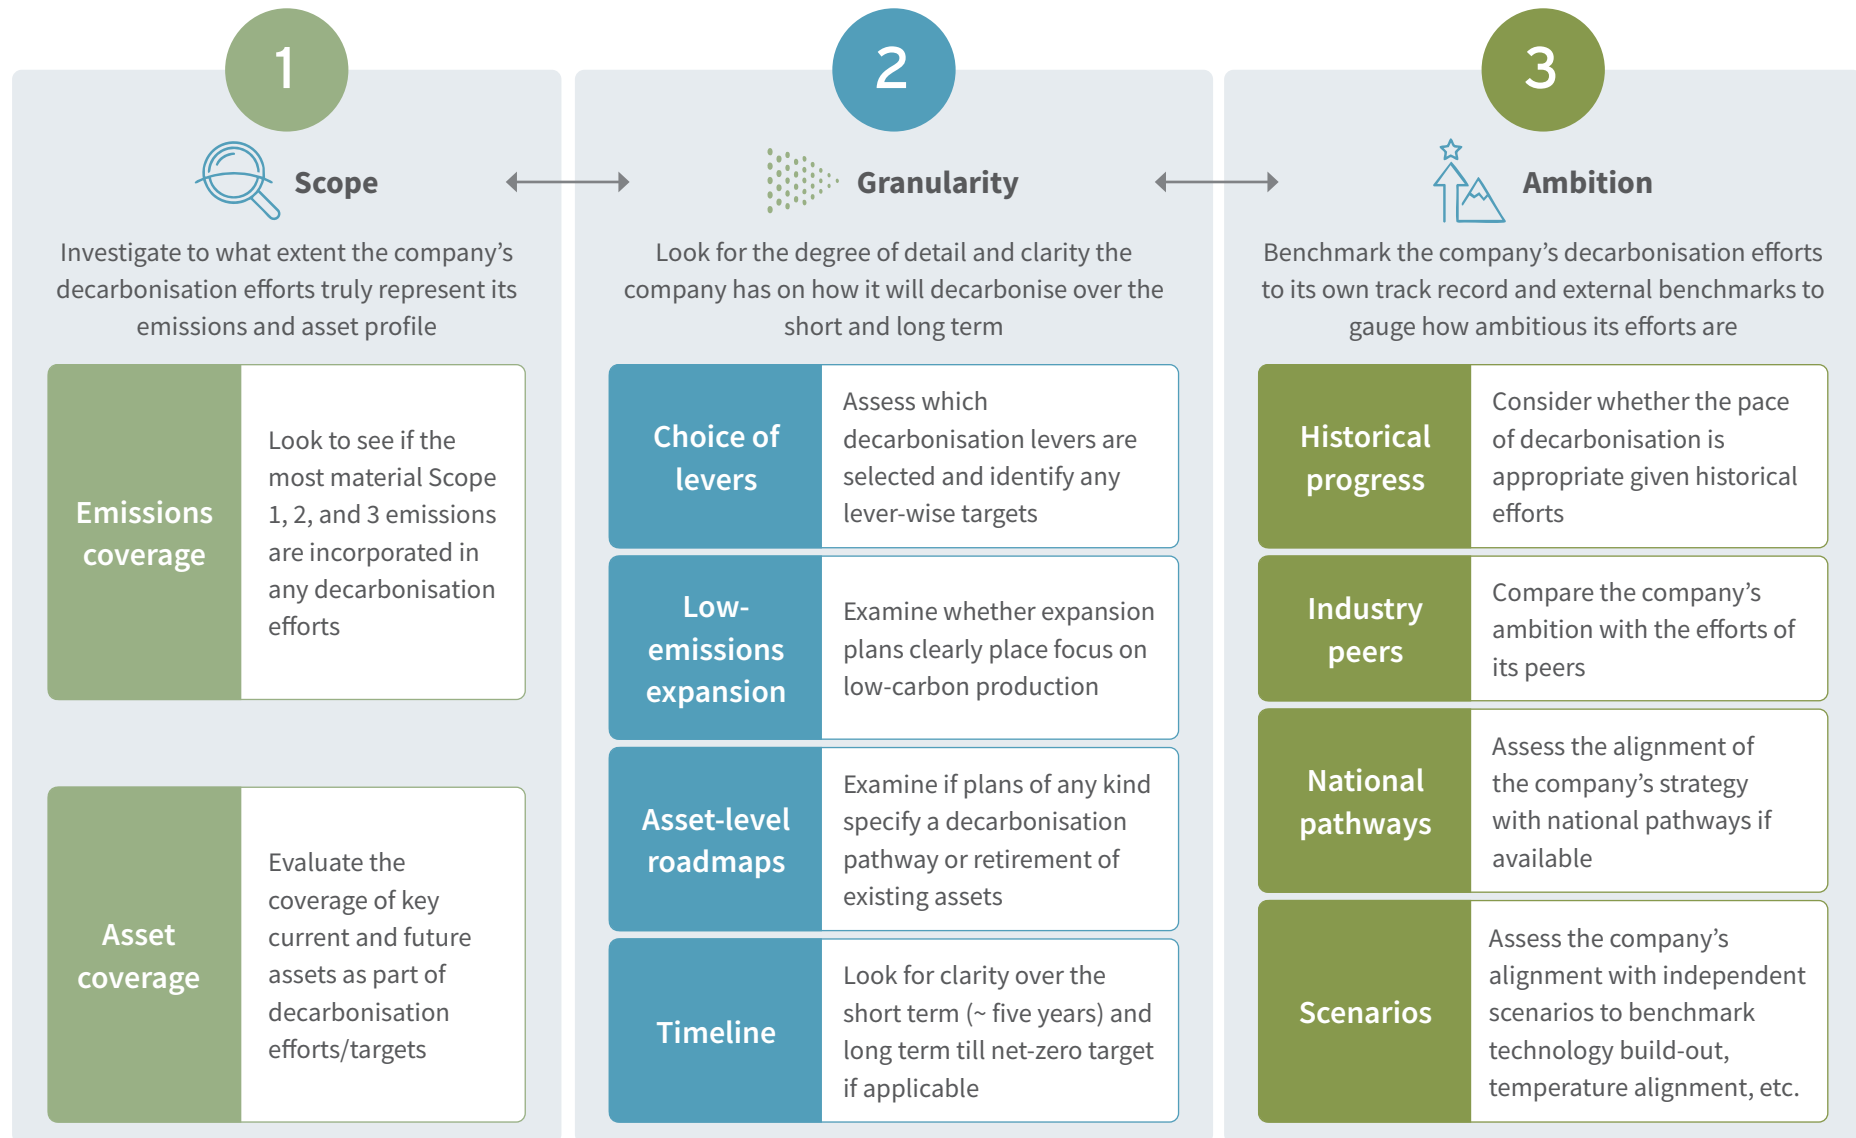 1
Scope
Investigate to what extent the company’s
decarbonisation efforts truly represent its
emissions and asset profile
Emissions
coverage
Look to see if the
most material Scope
1, 2, and 3 emissions
are incorporated in
any decarbonisation
efforts
Asset
coverage
Evaluate the
coverage of key
current and future
assets as part of
decarbonisation
efforts/targets
2
Granularity
Look for the degree of detail and clarity the
company has on how it will decarbonise over the
short and long term
Choice of
levers
Assess which
decarbonisation levers are
selected and identify any
lever-wise targets
Low-
emissions
expansion
Examine whether expansion
plans clearly place focus on
low-carbon production
Asset-level
roadmaps
Examine if plans of any kind
specify a decarbonisation
pathway or retirement of
existing assets
Timeline
Look for clarity over the
short term (~ five years) and
long term till net-zero target
if applicable
3
Ambition
Benchmark the company’s decarbonisation efforts
to its own track record and external benchmarks to
gauge how ambitious its efforts are
Historical
progress
Consider whether the pace
of decarbonisation is
appropriate given historical
efforts
Industry
peers
Compare the company’s
ambition with the efforts of
its peers
National
pathways
Assess the alignment of
the company’s strategy
with national pathways if
available
Scenarios
Assess the company’s
alignment with independent
scenarios to benchmark
technology build-out,
temperature alignment, etc.